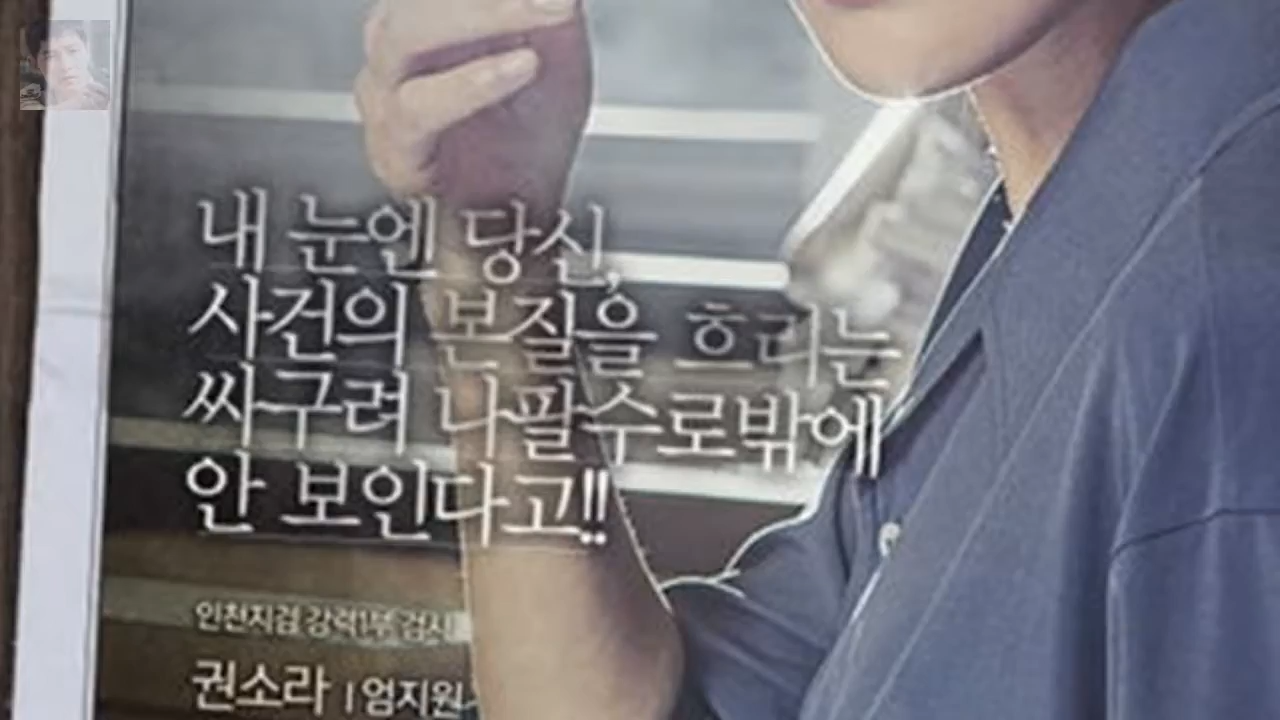 내 눈엔 당신,
사건의 본질을 흐리는
싸구려 나팔수로밖에
안 보인다고!!
인천지검 강력1부 검사
권소라 | 엄지원